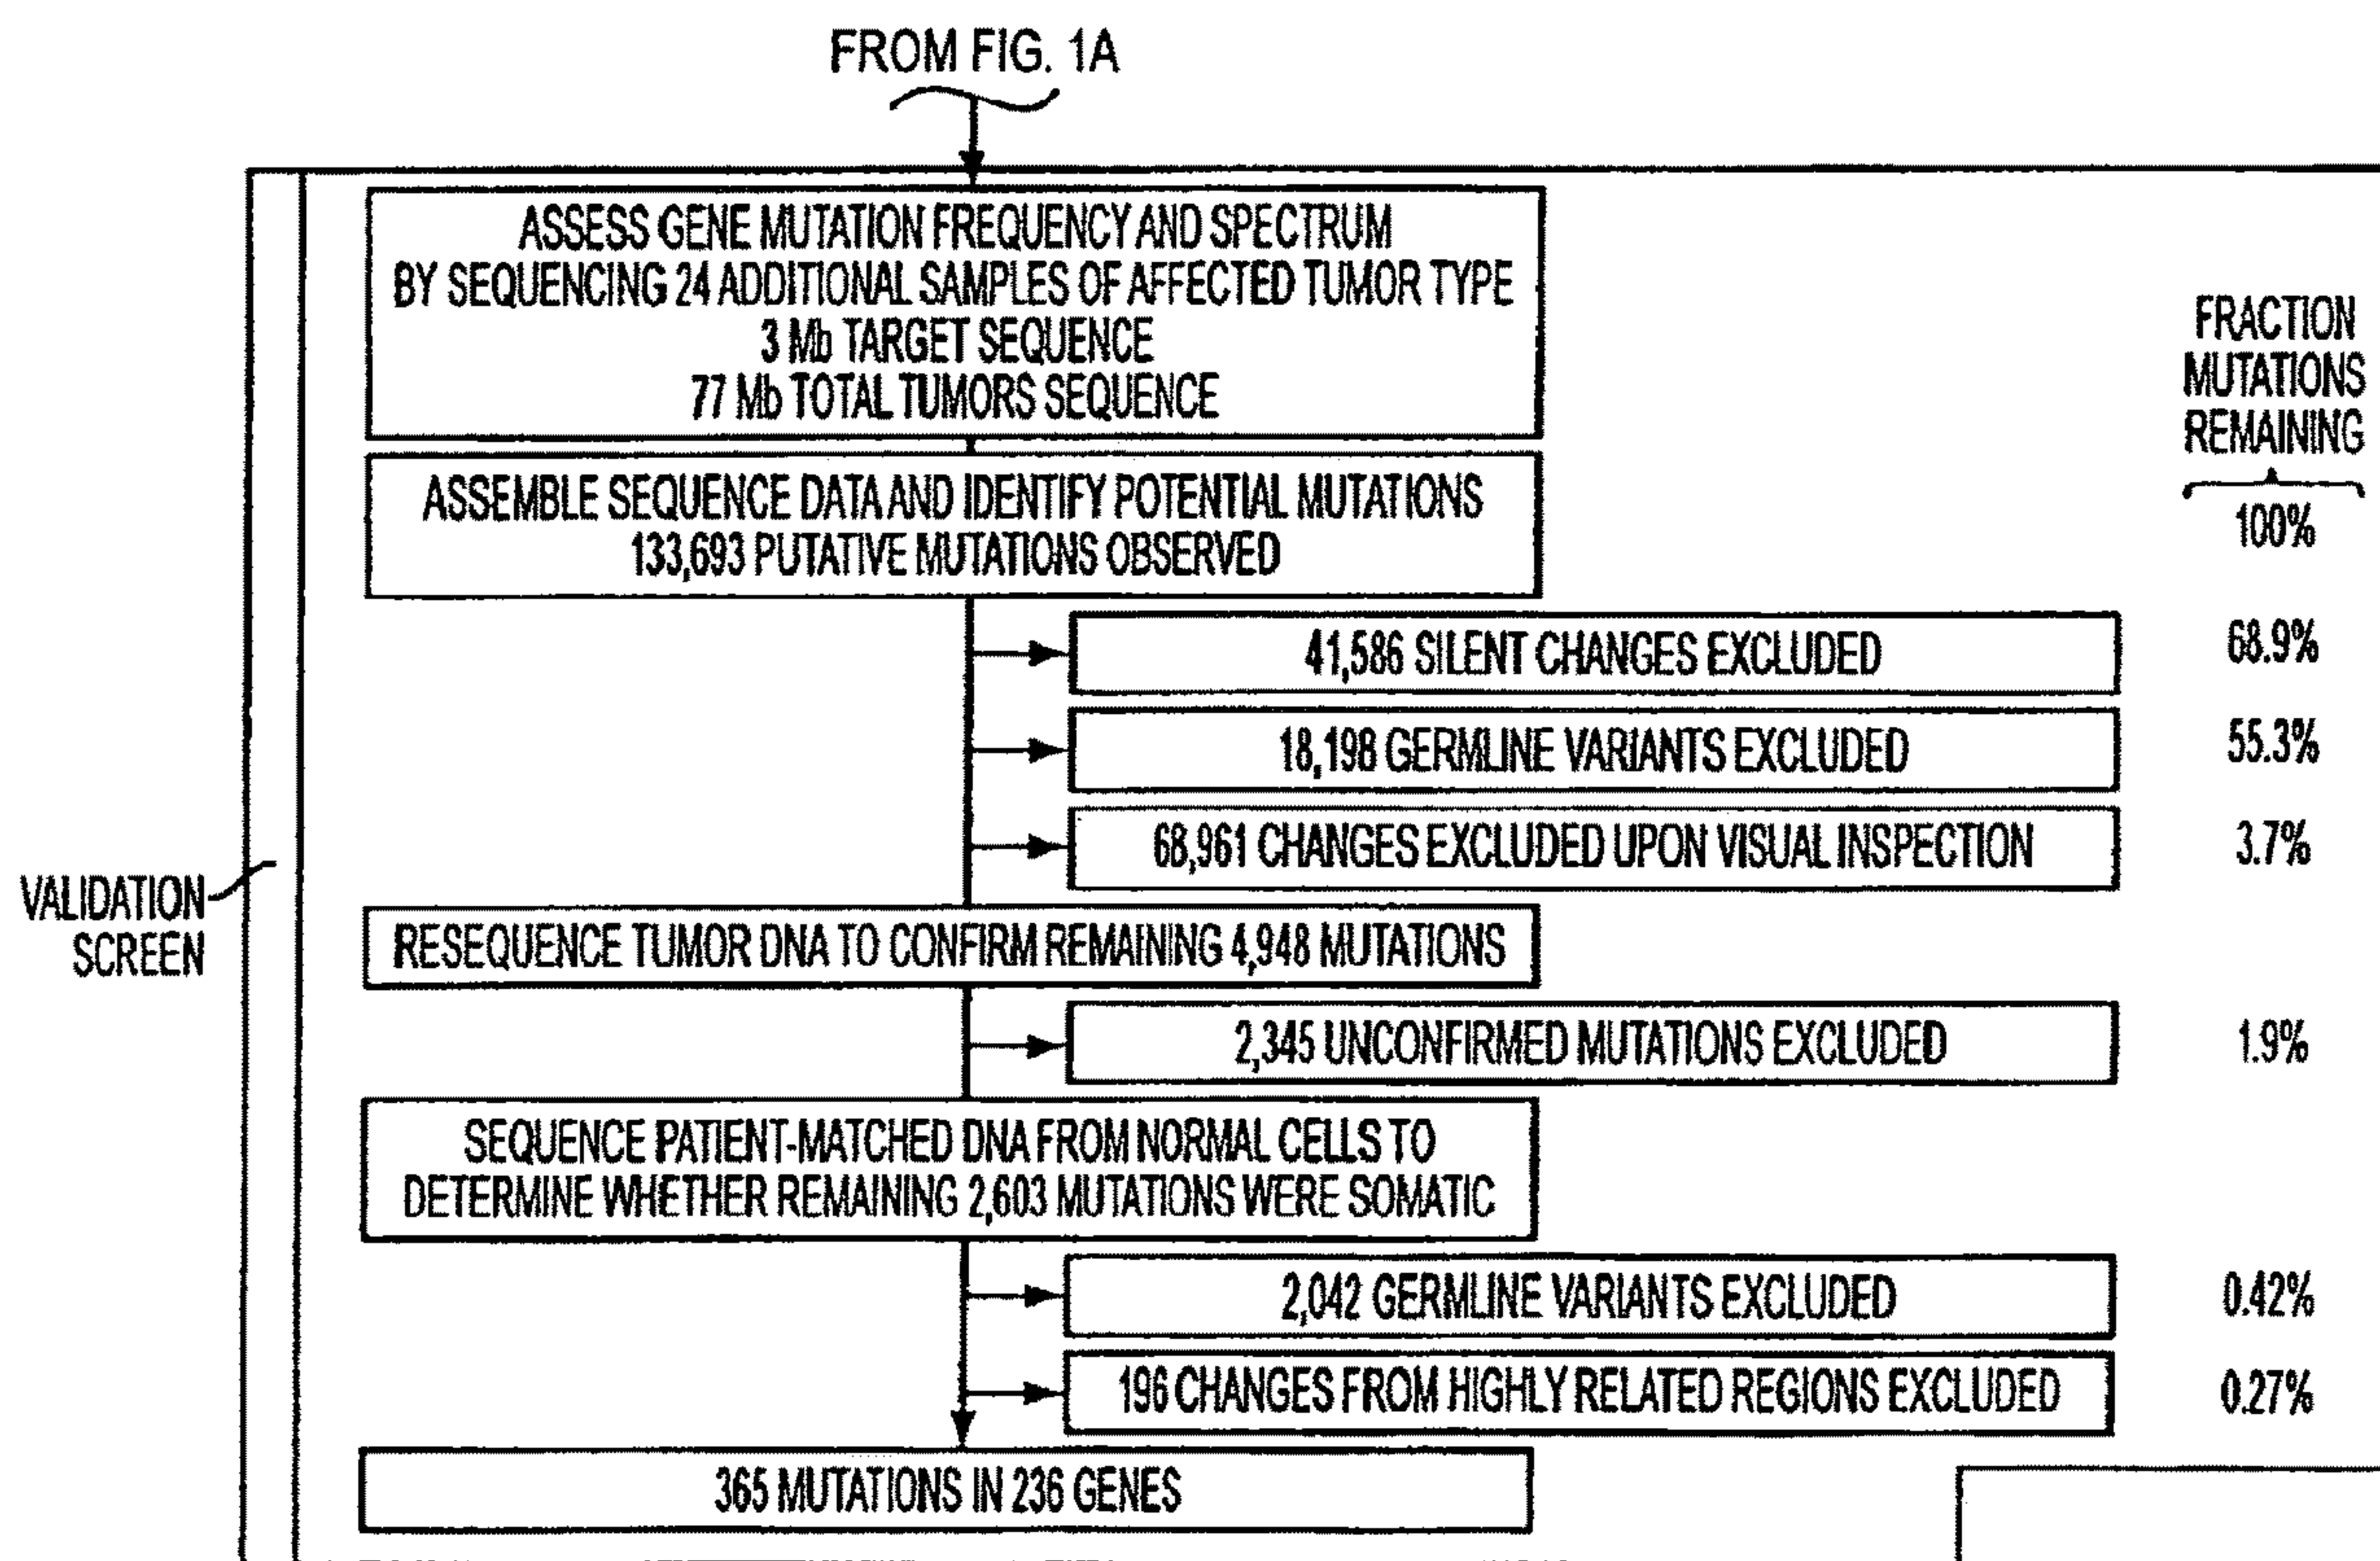 FROM FIG. 1A
ASSESS GENE MUTATION FREQUENCY AND SPECTRUM
BY SEQUENCING 24 ADDITIONAL SAMPLES OF AFFECTED TUMOR TYPE
3 Mb TARGET SEQUENCE
77 Mb TOTAL TUMORS SEQUENCE
FRACTION
MUTATIONS
REMAINING
ASSEMBLE SEQUENCE DATA AND IDENTIFY POTENTIAL MUTATIONS
133,693 PUTATIVE MUTATIONS OBSERVED
100%
41,586 SILENT CHANGES EXCLUDED
68.9%
18,198 GERMLINE VARIANTS EXCLUDED
55.3%
68,961 CHANGES EXCLUDED UPON VISUAL INSPECTION
3.7%
VALIDATION
SCREEN
RESEQUENCE TUMOR DNA TO CONFIRM REMAINING 4,948 MUTATIONS
2,345 UNCONFIRMED MUTATIONS EXCLUDED
1.9%
SEQUENCE PATIENT-MATCHED DNA FROM NORMAL CELLS TO
DETERMINE WHETHER REMAINING 2,603 MUTATIONS WERE SOMATIC
2,042 GERMLINE VARIANTS EXCLUDED
0.42%
196 CHANGES FROM HIGHLY RELATED REGIONS EXCLUDED
0.27%
365 MUTATIONS IN 236 GENES